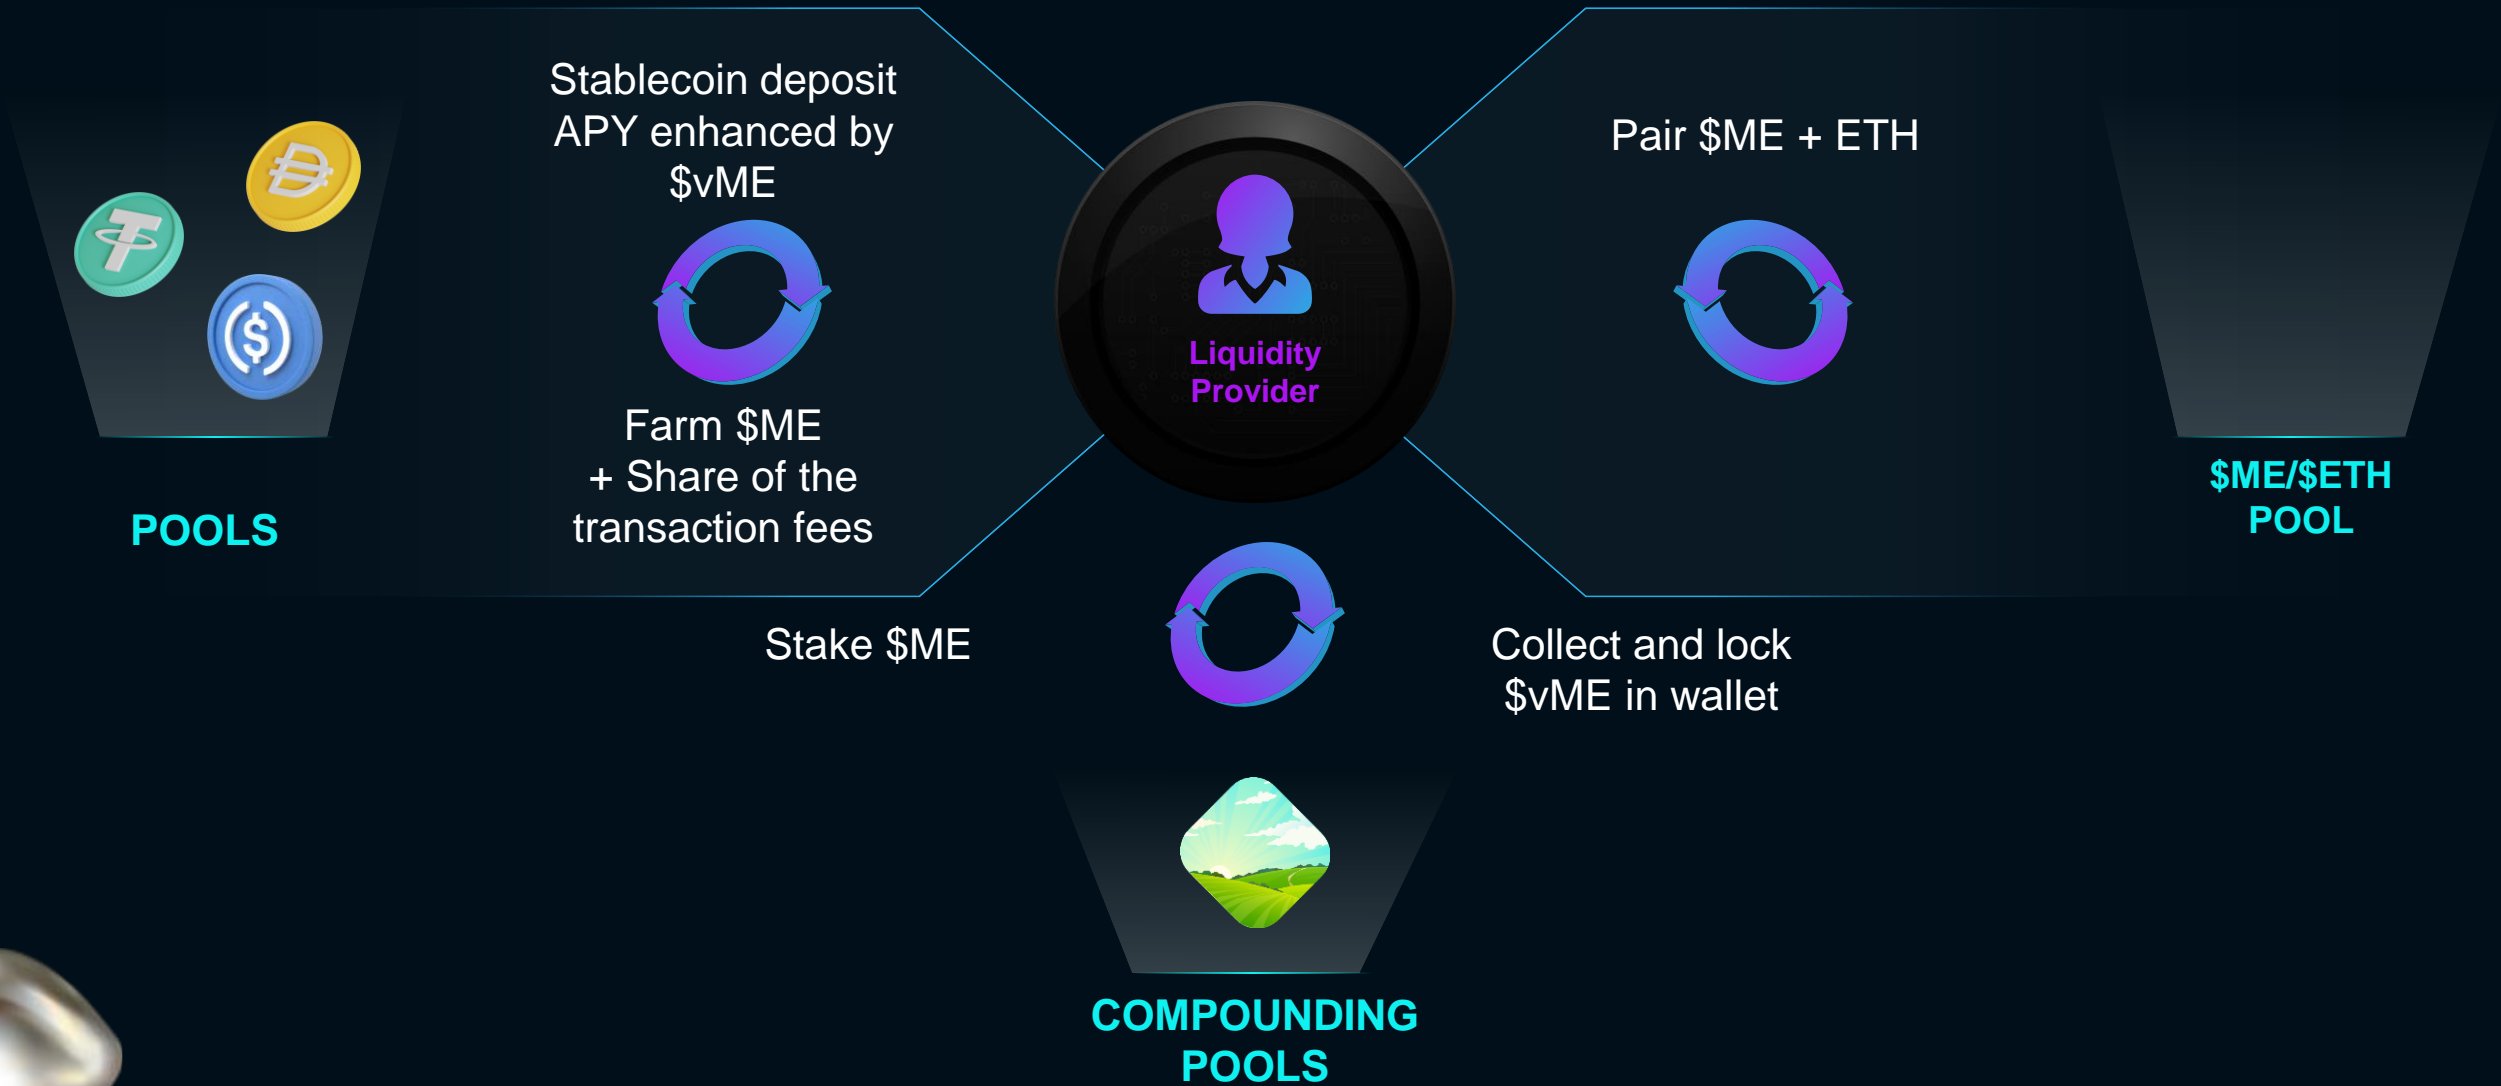 Stablecoin deposit
APY enhanced by
$vME
Farm $ME
+ Share of the
transaction fees
POOLS
Liquidity
Provider
Pair $ME + ETH
$ME/$ETH
POOL
Stake $ME
Collect and lock
$vME in wallet
COMPOUNDING
POOLS